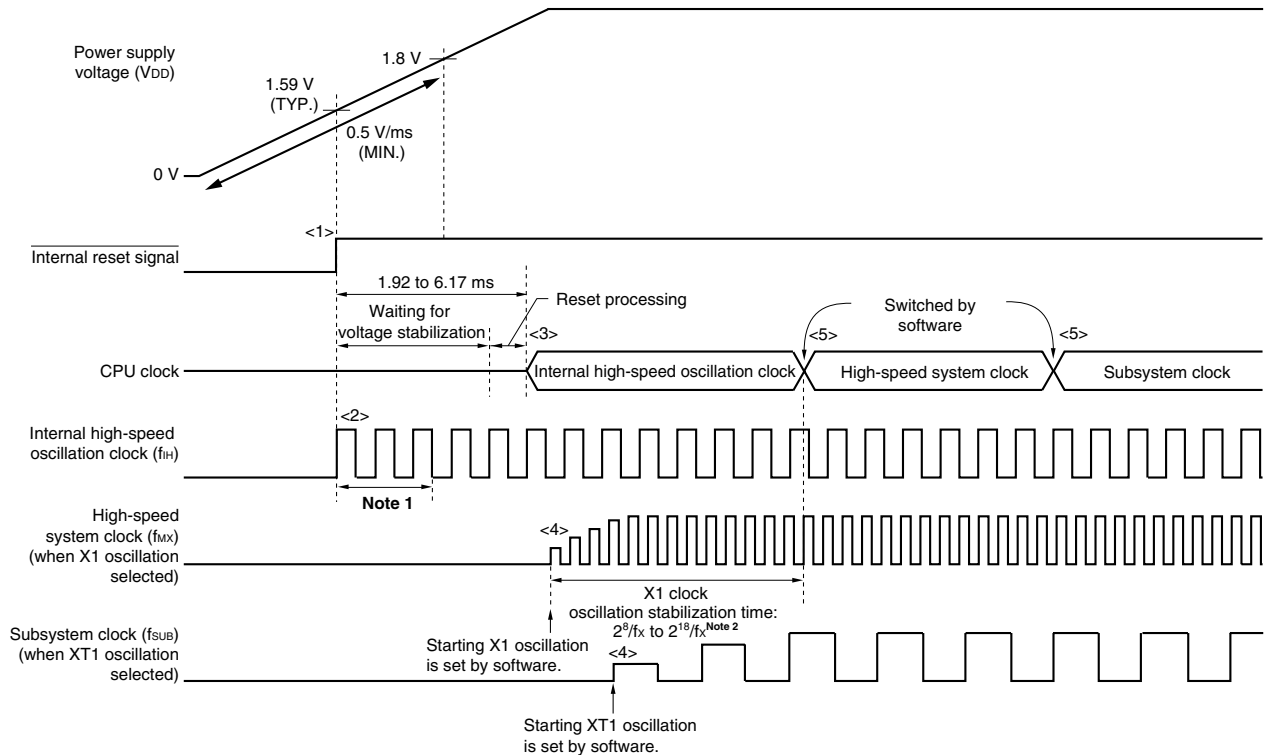 Power supply
voltage (VDD)
1.8 V
1.59 V
(TYP.)
0.5 V/ms
(MIN.)
0 V
<1>
Internal reset signal
1.92 to 6.17 ms
Reset processing
Waiting for
voltage stabilization
Switched by
software
<3>
<5>
<5>
CPU clock
Internal high-speed oscillation clock
High-speed system clock
Subsystem clock
<2>
Internal high-speed
oscillation clock (fIH)
Note 1
High-speed
system clock (fMX)
(when X1 oscillation
selected)
<4>
X1 clock
oscillation stabilization time:
2^8/fX to 2^18/fX Note 2
Starting X1 oscillation
is set by software.
Subsystem clock (fSUB)
(when XT1 oscillation
selected)
<4>
Starting XT1 oscillation
is set by software.